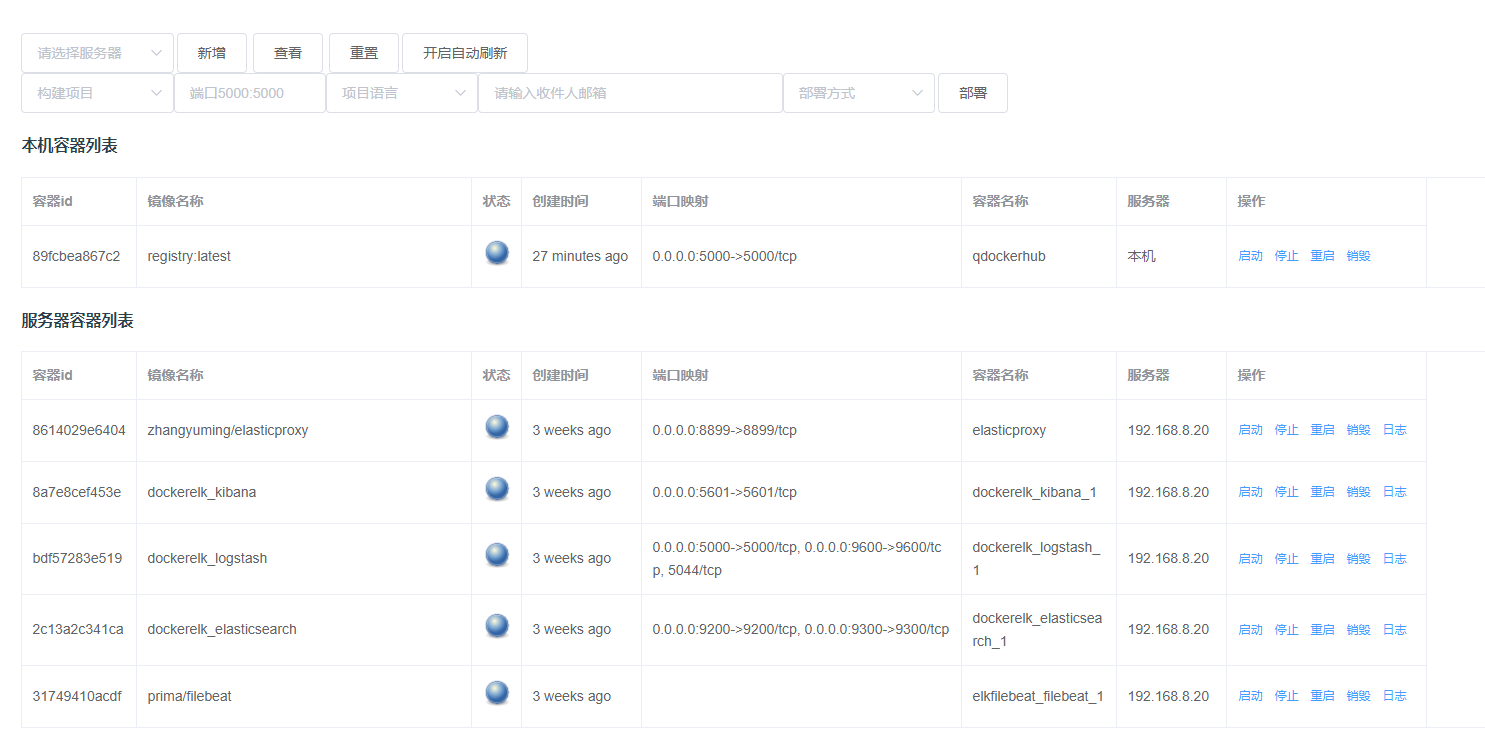 请选择服务器 新增 查看 重置 开启自动刷新
构建项目 端口5000:5000 项目语言 请输入收件人邮箱 部署方式 部署
本机容器列表
容器id 镜像名称 状态 创建时间 端口映射 容器名称 服务器 操作
89fcbea867c2 registry:latest 27 minutes ago 0.0.0.0:5000->5000/tcp qdockerhub 本机 启动 停止 重启 销毁
服务器容器列表
容器id 镜像名称 状态 创建时间 端口映射 容器名称 服务器 操作
8614029e6404 zhangyuming/elasticproxy 3 weeks ago 0.0.0.0:8899->8899/tcp elasticproxy 192.168.8.20 启动 停止 重启 销毁 日志
8a7e8cef453e dockerelk_kibana 3 weeks ago 0.0.0.0:5601->5601/tcp dockerelk_kibana_1 192.168.8.20 启动 停止 重启 销毁 日志
bdf57283e519 dockerelk_logstash 3 weeks ago 0.0.0.0:5000->5000/tcp, 0.0.0.0:9600->9600/tc dockerelk_logstash_ 192.168.8.20 启动 停止 重启 销毁 日志
p, 5044/tcp 1
2c13a2c341ca dockerelk_elasticsearch 3 weeks ago 0.0.0.0:9200->9200/tcp, 0.0.0.0:9300->9300/tcp dockerelk_elasticsea 192.168.8.20 启动 停止 重启 销毁 日志
rch_1
31749410acdf prima/filebeat 3 weeks ago elkfilebeat_filebeat_1 192.168.8.20 启动 停止 重启 销毁 日志